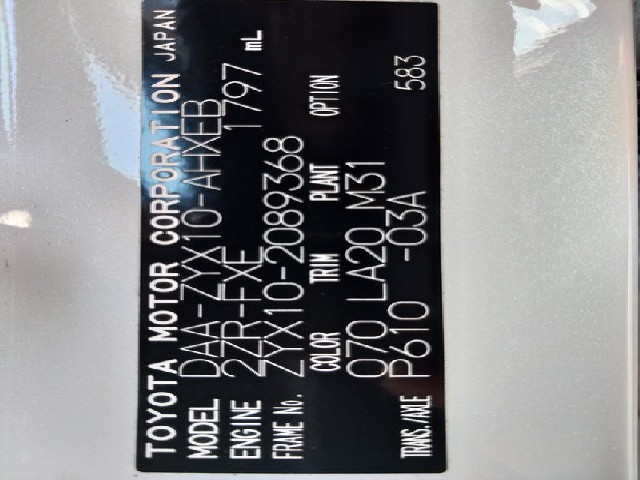 TOYOTA MOTOR CORPORATION JAPAN
MODEL DAA-ZYX10-AHXEB
ENGINE 2ZR-FXE 1797 mL
FRAME No. ZYX10-2089368
COLOR TRIM PLANT OPTION
070 LA20 M31
TRANS./AXLE P610 -03A 583